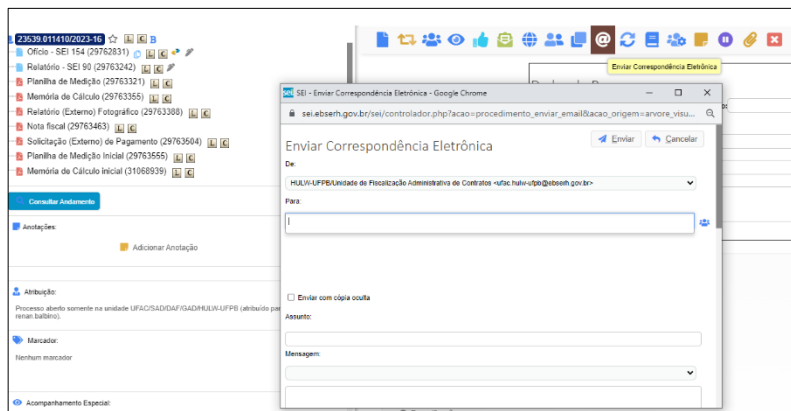 23539.011410/2023-16
Ofício - SEI 154 (29762831)
Relatório - SEI 90 (29763242)
Planilha de Medição (29763321)
Memória de Cálculo (29763355)
Relatório (Externo) Fotográfico (29763388)
Nota fiscal (29763463)
Solicitação (Externo) de Pagamento (29763504)
Planilha de Medição Inicial (29763555)
Memória de Cálculo inicial (31068939)
Consultar Andamento
Anotações:
Adicionar Anotação
Atribuição:
Processo aberto somente na unidade UFAC/SAD/DAF/GAD/HULW-UFPB (atribuído par
renan.balbino).
Marcador:
Nenhum marcador
Acompanhamento Especial:
Enviar Correspondência Eletrônica
SEI - Enviar Correspondência Eletrônica - Google Chrome
sei.ebserh.gov.br/sei/controlador.php?acao=procedimento_enviar_email&acao_origem=arvore_visu...
Enviar Correspondência Eletrônica
Enviar
Cancelar
De:
HULW-UFPB/Unidade de Fiscalização Administrativa de Contratos <ufac.hulw-ufpb@ebserh.gov.br>
Para:
Enviar com cópia oculta
Assunto:
Mensagem: